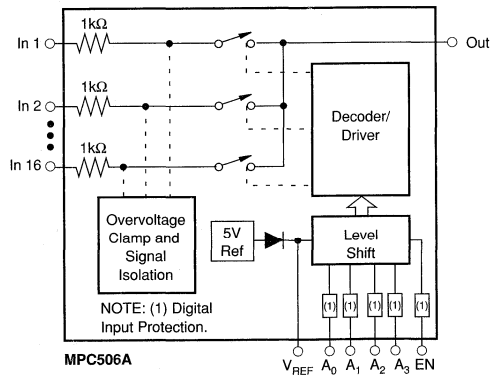 1kΩ
In 1
Out
1kΩ
In 2
1kΩ
In 16
Decoder/
Driver
Overvoltage
Clamp and
Signal
Isolation
5V
Ref
Level
Shift
(1) (1) (1) (1) (1)
NOTE: (1) Digital
Input Protection.
MPC506A
VREF A0 A1 A2 A3 EN